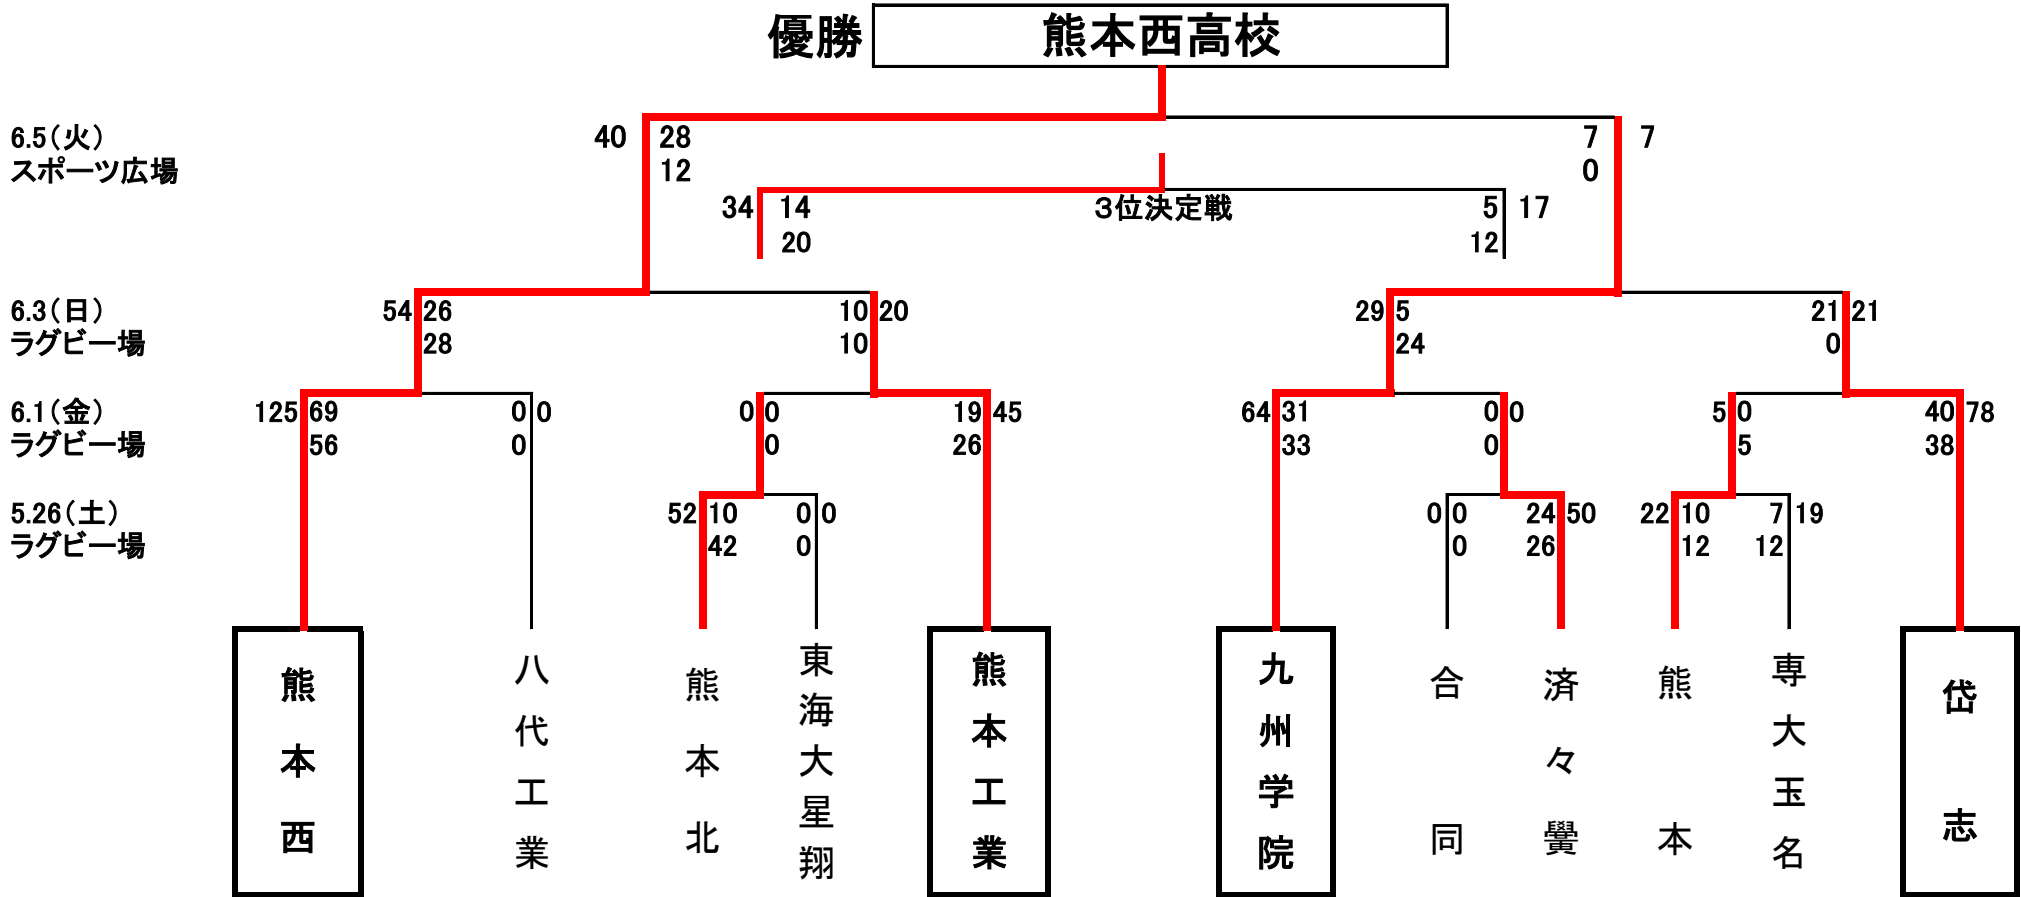 優勝 熊本西高校
6.5(火) 40 28 7 7
スポーツ広場 12 0
34 14 3位決定戦 5 17
20 12
6.3(日) 54 26 10 20 29 5 21 21
ラグビー場 28 10 24 0
6.1(金) 125 69 0 0 0 0 19 45 64 31 0 0 5 0 40 78
ラグビー場 56 0 0 26 33 0 5 38
5.26(土) 52 10 0 0 0 0 24 50 22 10 7 19
ラグビー場 42 0 0 26 12 12
熊本西
八代工業
熊本北
東海大星翔
熊本工業
九州学院
合同
済々黌
熊本
専大玉名
岱志